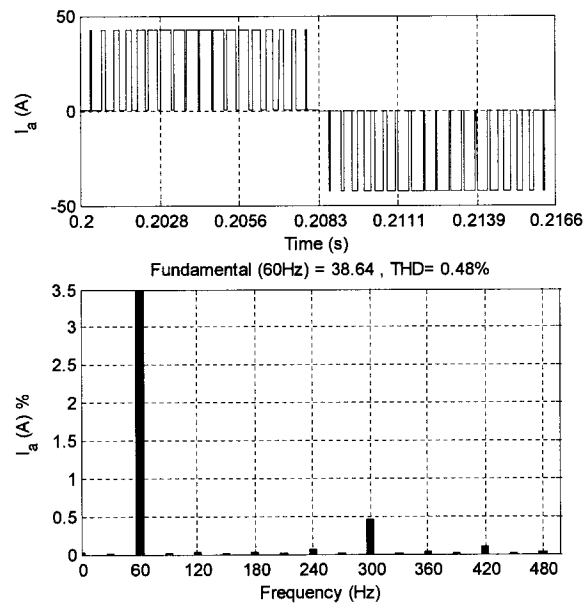 50
0
-50
I_a (A)
0.2 0.2028 0.2056 0.2083 0.2111 0.2139 0.2166
Time (s)
Fundamental (60Hz) = 38.64 , THD= 0.48%
3.5
3
2.5
2
1.5
1
0.5
0
I_a (A) %
0 60 120 180 240 300 360 420 480
Frequency (Hz)